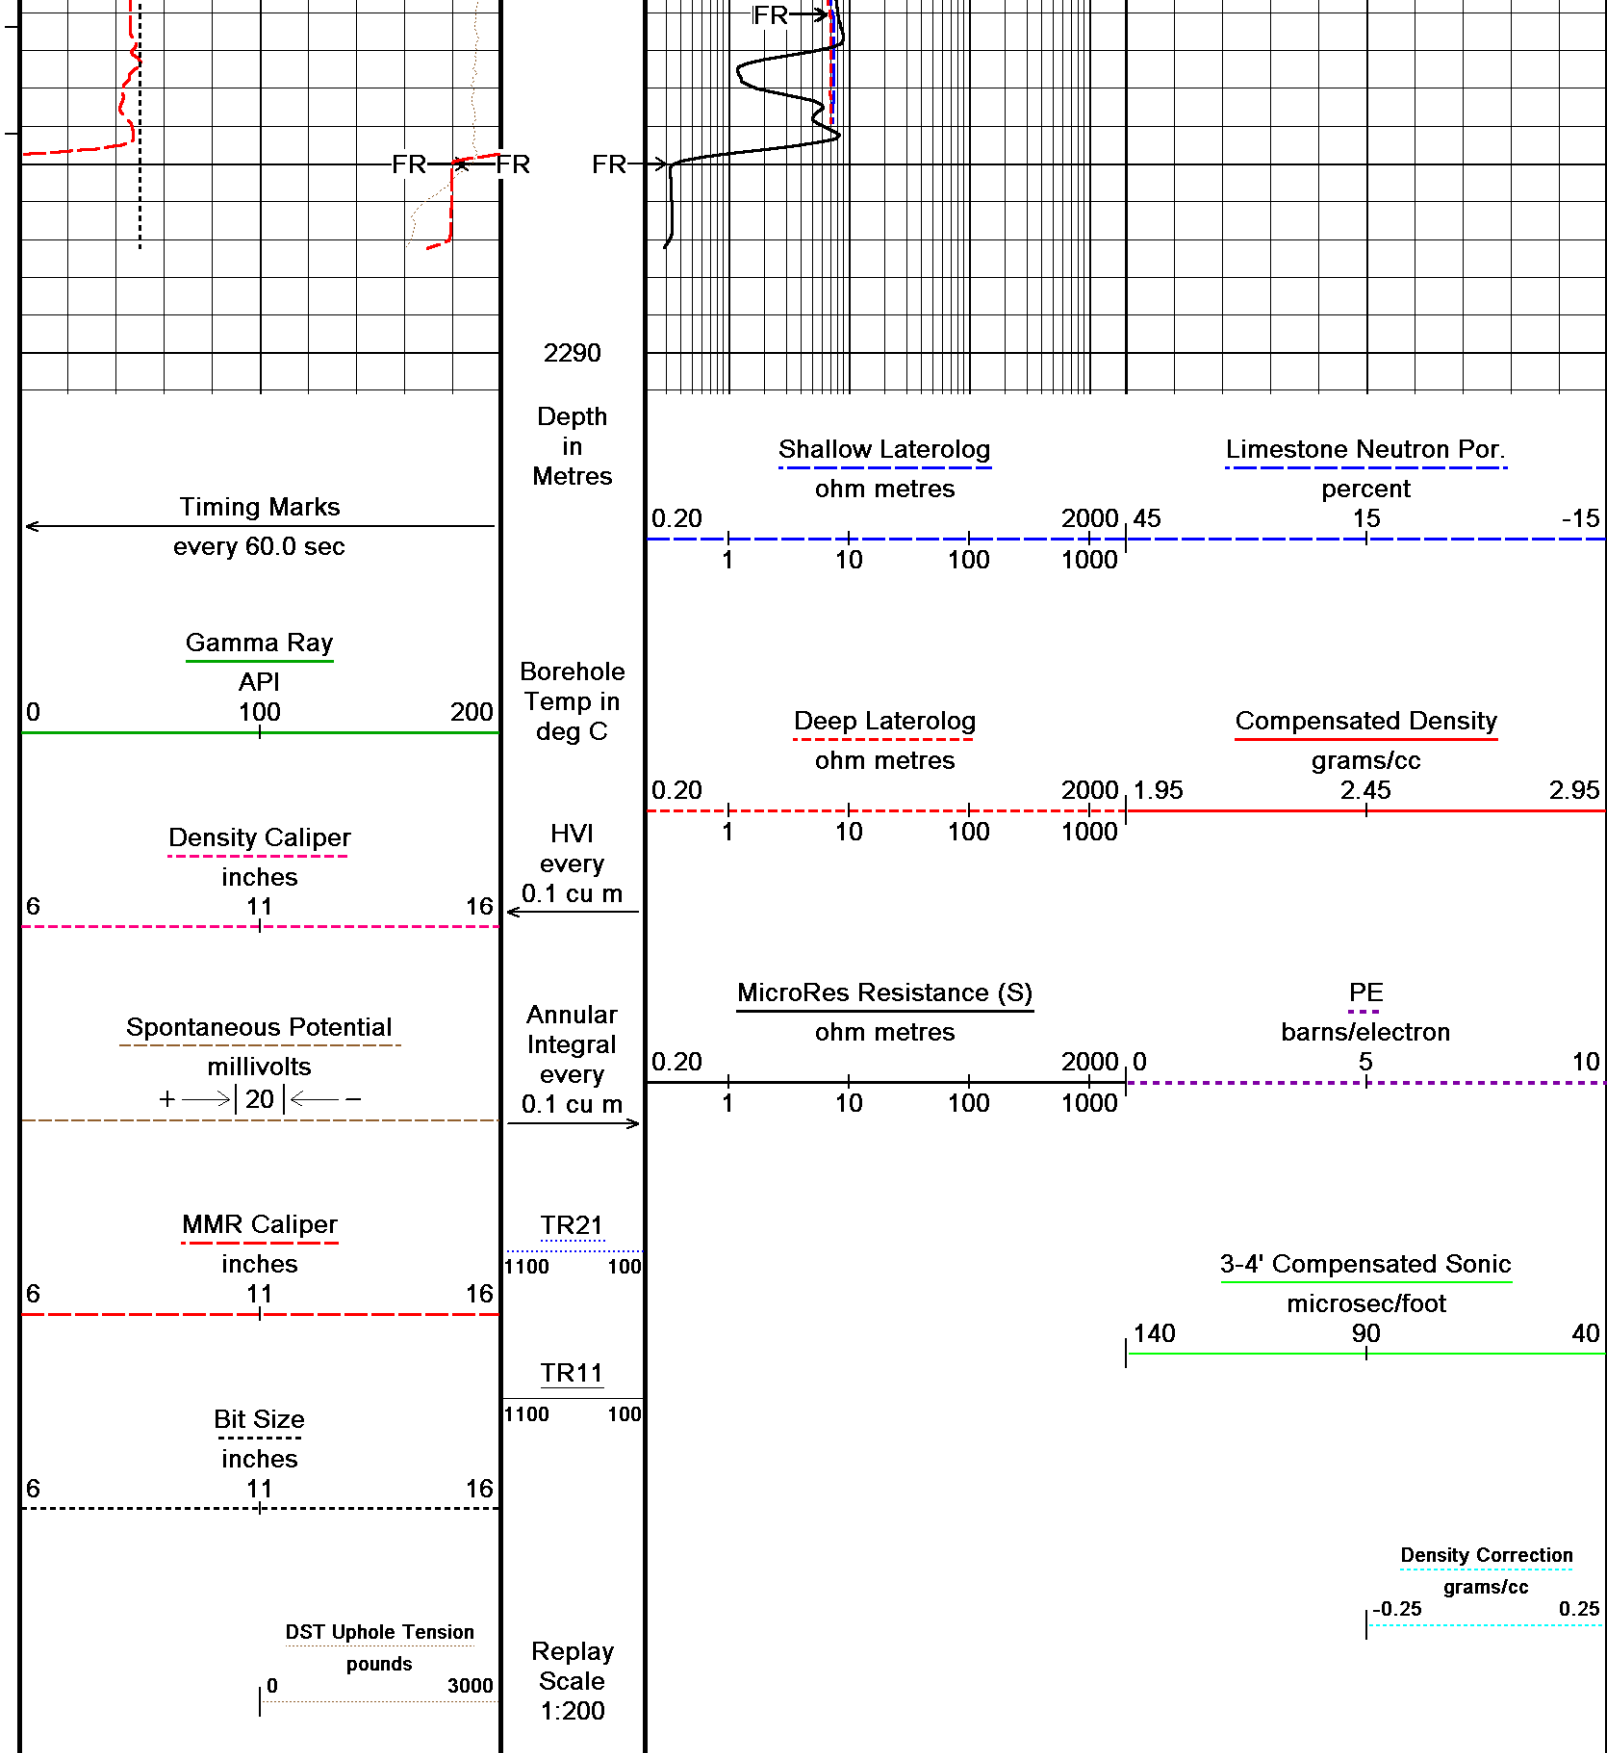 FR
FR FR FR
2290
Depth
in
Metres
Timing Marks
every 60.0 sec
Gamma Ray
API
0 100 200
Density Caliper
inches
6 11 16
Spontaneous Potential
millivolts
+ 20 −
MMR Caliper
inches
6 11 16
Bit Size
inches
6 11 16
DST Uphole Tension
pounds
0 3000
Borehole
Temp in
deg C
HVI
every
0.1 cu m
Annular
Integral
every
0.1 cu m
TR21
1100 100
TR11
1100 100
Replay
Scale
1:200
Shallow Laterolog
ohm metres
0.20 2000
1 10 100 1000
Deep Laterolog
ohm metres
0.20 2000
1 10 100 1000
MicroRes Resistance (S)
ohm metres
0.20 2000
1 10 100 1000
Limestone Neutron Por.
percent
45 15 -15
Compensated Density
grams/cc
1.95 2.45 2.95
PE
barns/electron
0 5 10
3-4' Compensated Sonic
microsec/foot
140 90 40
Density Correction
grams/cc
-0.25 0.25